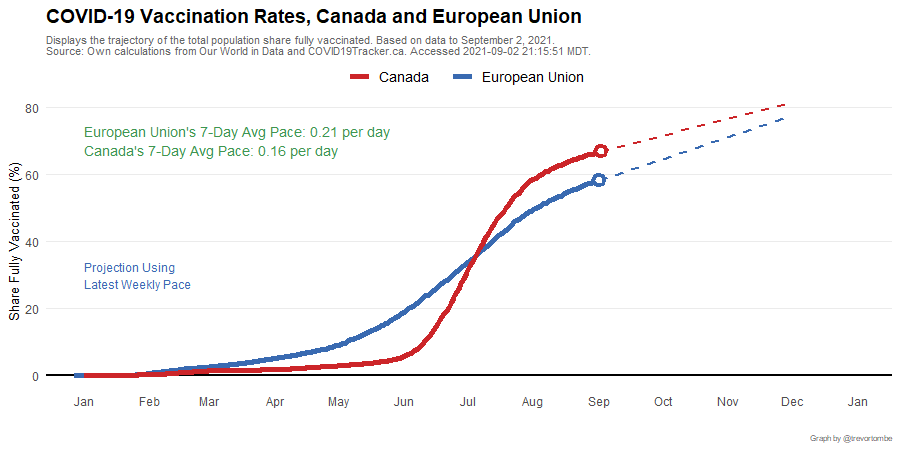 COVID-19 Vaccination Rates, Canada and European Union
Displays the trajectory of the total population share fully vaccinated. Based on data to September 2, 2021.
Source: Own calculations from Our World in Data and COVID19Tracker.ca. Accessed 2021-09-02 21:15:51 MDT.
Canada European Union
80
European Union's 7-Day Avg Pace: 0.21 per day
Canada's 7-Day Avg Pace: 0.16 per day
60
Share Fully Vaccinated (%)
40
Projection Using
Latest Weekly Pace
20
0
Jan Feb Mar Apr May Jun Jul Aug Sep Oct Nov Dec Jan
Graph by @trevortombe